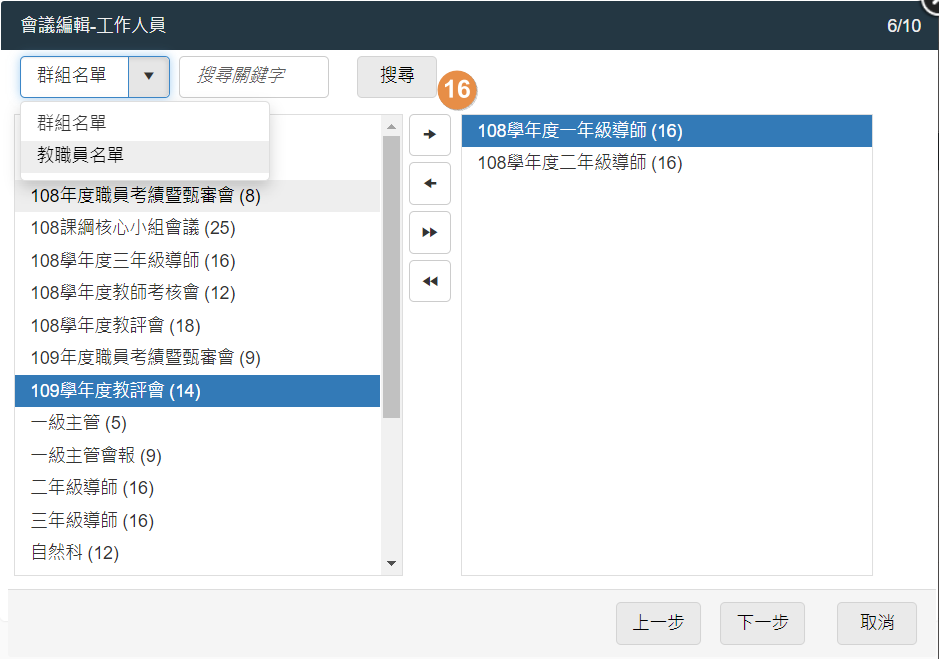 會議編輯-工作人員
6/10
群組名單
搜尋關鍵字
搜尋
16
群組名單
教職員名單
108年度職員考績暨甄審會 (8)
108課綱核心小組會議 (25)
108學年度三年級導師 (16)
108學年度教師考核會 (12)
108學年度教評會 (18)
109年度職員考績暨甄審會 (9)
109學年度教評會 (14)
一級主管 (5)
一級主管會報 (9)
二年級導師 (16)
三年級導師 (16)
自然科 (12)
108學年度一年級導師 (16)
108學年度二年級導師 (16)
上一步
下一步
取消